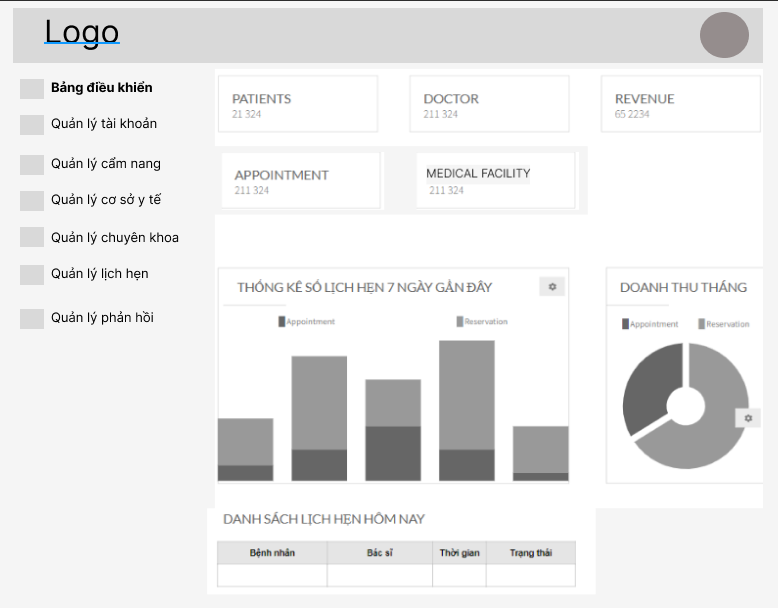 Logo
Bảng điều khiển
Quản lý tài khoản
Quản lý cẩm nang
Quản lý cơ sở y tế
Quản lý chuyên khoa
Quản lý lịch hẹn
Quản lý phản hồi
PATIENTS
21 324
DOCTOR
211 324
REVENUE
65 2234
APPOINTMENT
211 324
MEDICAL FACILITY
211 324
THỐNG KÊ SỐ LỊCH HẸN 7 NGÀY GẦN ĐÂY
Appointment
Reservation
DOANH THU THÁNG
Appointment
Reservation
DANH SÁCH LỊCH HẸN HÔM NAY
Bệnh nhân Bác sĩ Thời gian Trạng thái